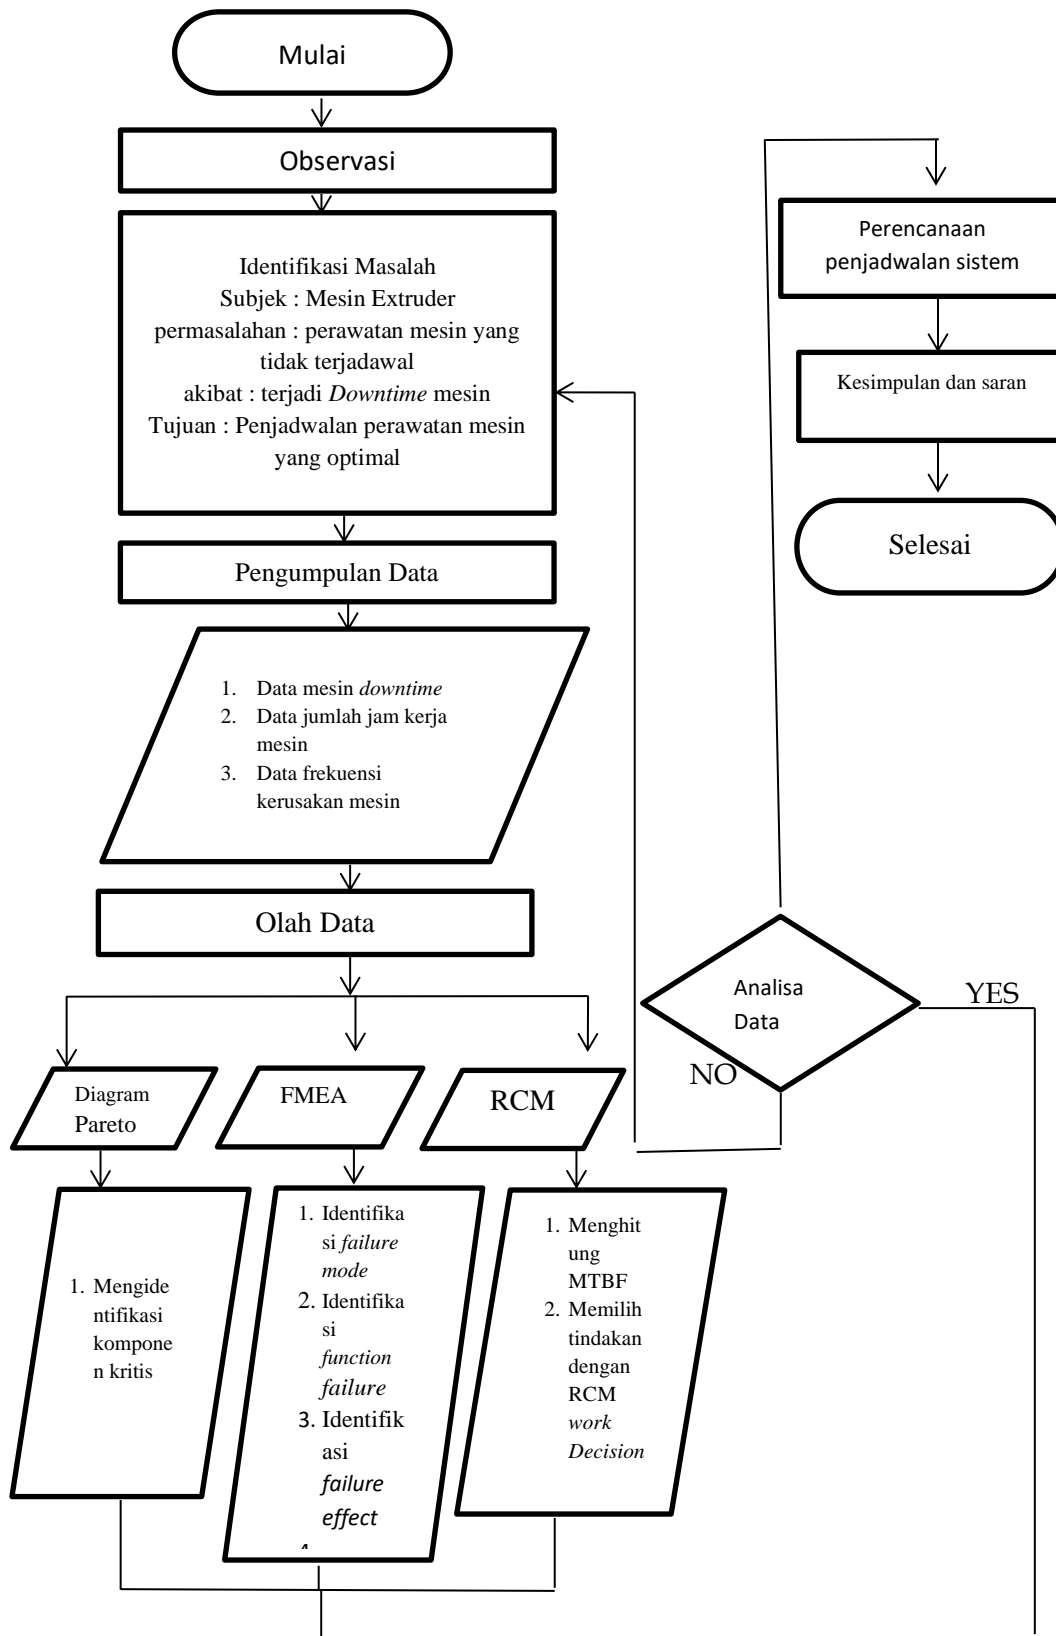 Mulai
Observasi
Identifikasi Masalah
Subjek : Mesin Extruder
permasalahan : perawatan mesin yang
tidak terjadawal
akibat : terjadi Downtime mesin
Tujuan : Penjadwalan perawatan mesin
yang optimal
Pengumpulan Data
1. Data mesin downtime
2. Data jumlah jam kerja
mesin
3. Data frekuensi
kerusakan mesin
Olah Data
Diagram
Pareto
FMEA
RCM
1. Mengide
ntifikasi
kompone
n kritis
1. Identifika
si failure
mode
2. Identifika
si
function
failure
3. Identifik
asi
failure
effect
1. Menghit
ung
MTBF
2. Memilih
tindakan
dengan
RCM
work
Decision
Analisa
Data
YES
NO
Perencanaan
penjadwalan sistem
Kesimpulan dan saran
Selesai